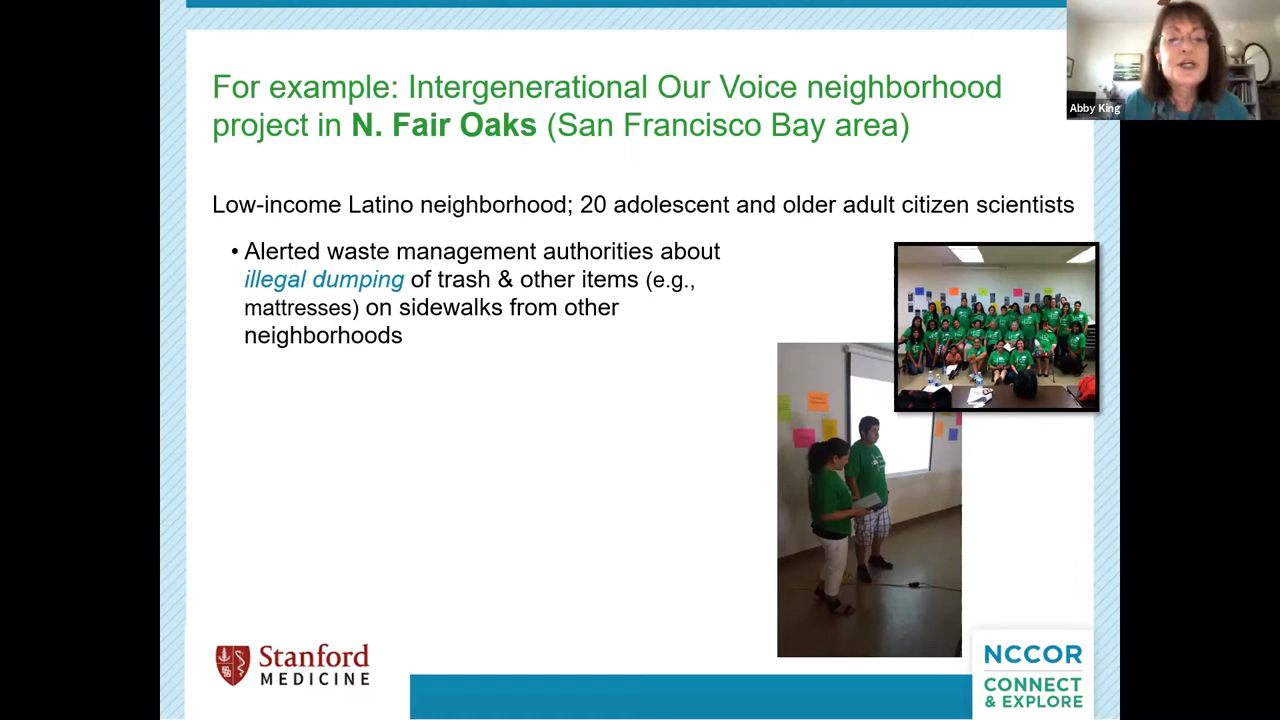 For example: Intergenerational Our Voice neighborhood
project in N. Fair Oaks (San Francisco Bay area)
Abby King
Low-income Latino neighborhood; 20 adolescent and older adult citizen scientists
• Alerted waste management authorities about
illegal dumping of trash & other items (e.g.,
mattresses) on sidewalks from other
neighborhoods
Stanford
MEDICINE
NCCOR
CONNECT
& EXPLORE